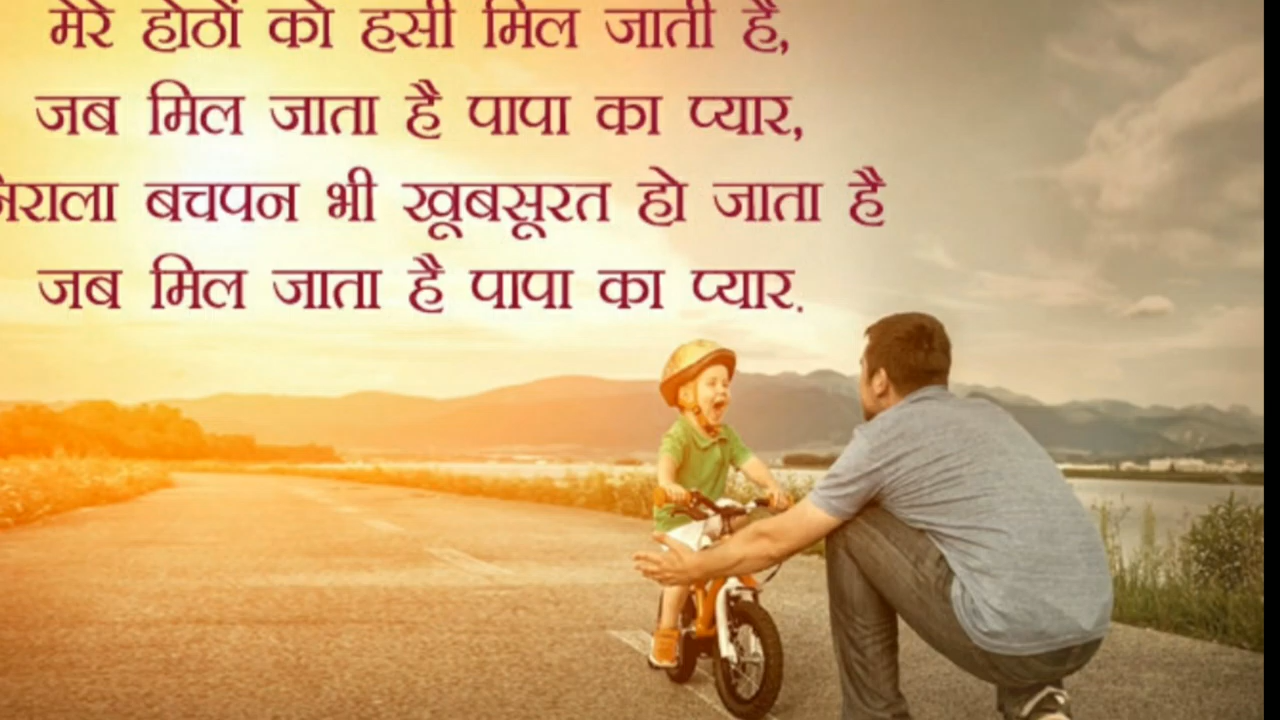 मेरे होठों को हसी मिल जाती है,
जब मिल जाता है पापा का प्यार,
बचपन भी खूबसूरत हो जाता है
जब मिल जाता है पापा का प्यार.